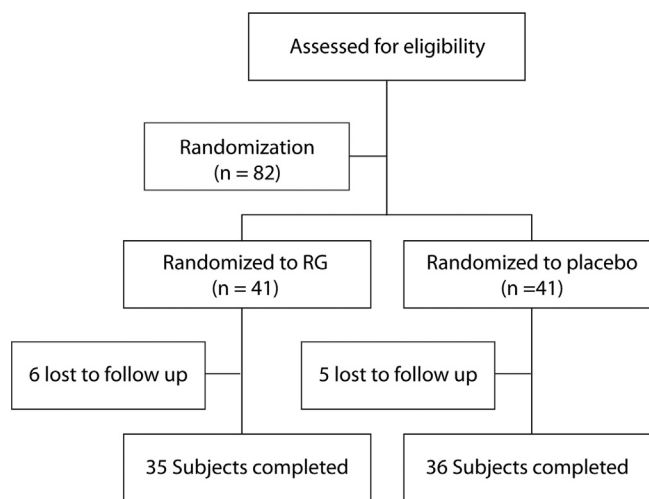 Assessed for eligibility
Randomization
(n = 82)
Randomized to RG
(n = 41)
Randomized to placebo
(n =41)
6 lost to follow up
5 lost to follow up
35 Subjects completed
36 Subjects completed